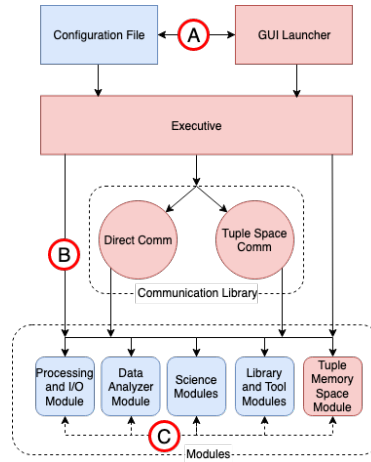 Configuration File
A
GUI Launcher
Executive
Direct Comm
Tuple Space
Comm
B
Communication Library
Processing
and I/O
Module
Data
Analyzer
Module
Science
Modules
Library
and Tool
Modules
Tuple
Memory
Space
Module
C
Modules